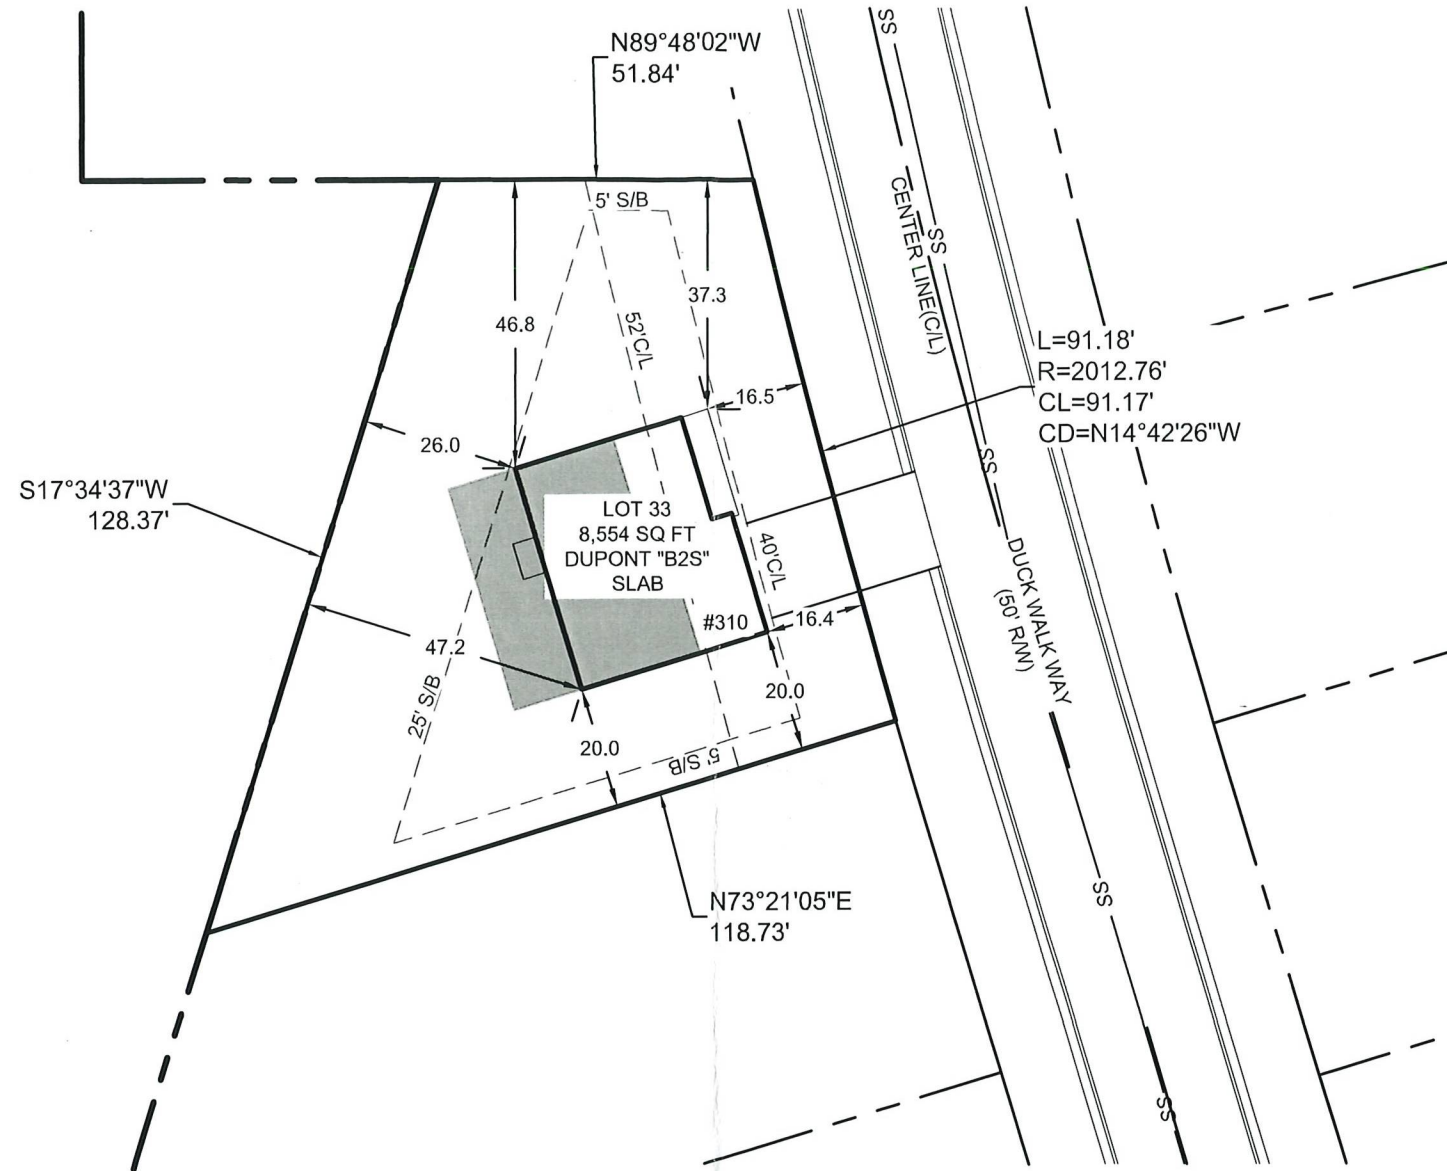 N89°48'02"W
51.84'
SS
5' S/B
CENTER LINE(C/L)
SS
46.8
52'C/L
37.3
L=91.18'
R=2012.76'
CL=91.17'
CD=N14°42'26"W
16.5
26.0
SS
S17°34'37"W
128.37'
LOT 33
8,554 SQ FT
DUPONT "B2S"
SLAB
40'C/L
DUCK WALK WAY
(50' R/W)
#310
16.4
47.2
25' S/B
20.0
20.0
5' S/B
N73°21'05"E
118.73'
SS
SS